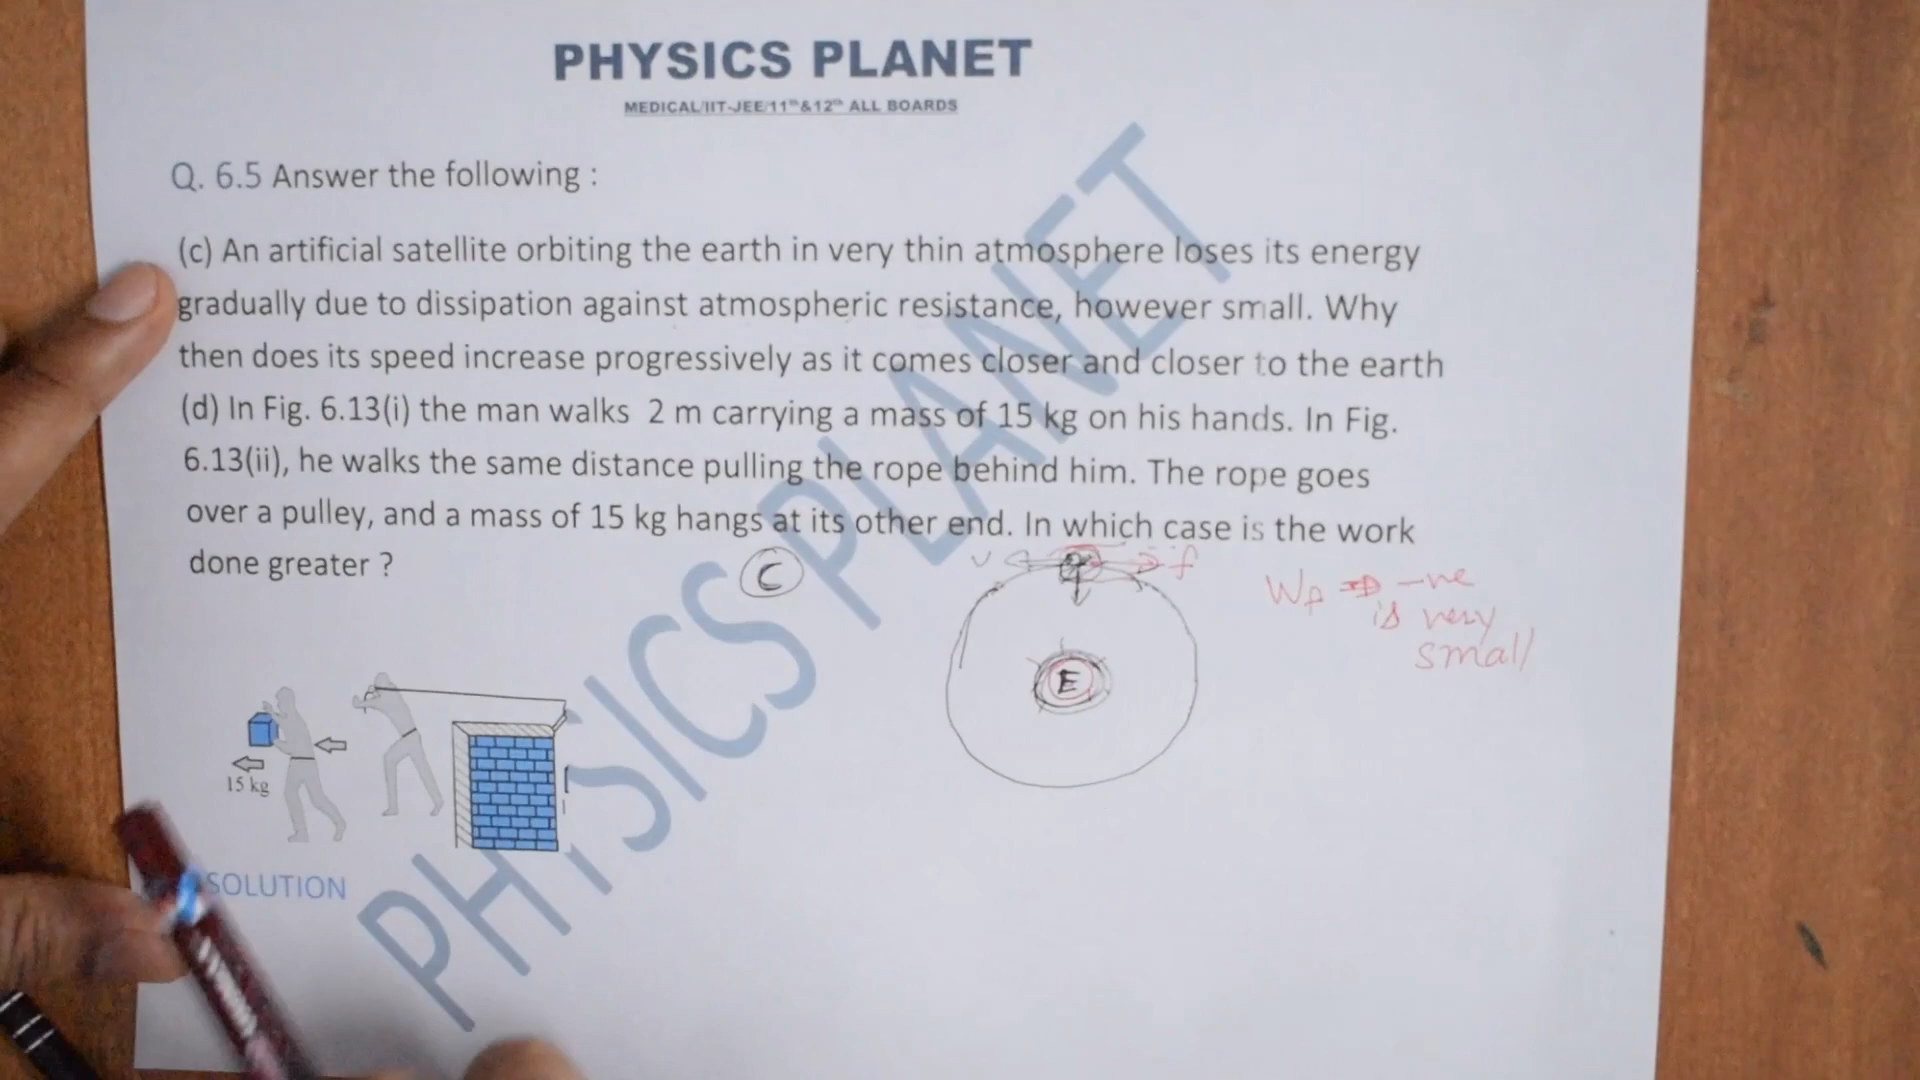 PHYSICS PLANET
MEDICAL/IIT-JEE/11th&12th ALL BOARDS
Q. 6.5 Answer the following :
(c) An artificial satellite orbiting the earth in very thin atmosphere loses its energy
gradually due to dissipation against atmospheric resistance, however small. Why
then does its speed increase progressively as it comes closer and closer to the earth
(d) In Fig. 6.13(i) the man walks 2 m carrying a mass of 15 kg on his hands. In Fig.
6.13(ii), he walks the same distance pulling the rope behind him. The rope goes
over a pulley, and a mass of 15 kg hangs at its other end. In which case is the work
done greater ?
C
v
f
Wf ⇒ -ve
is very
small
E
15 kg
SOLUTION
PHYSICS PLANET